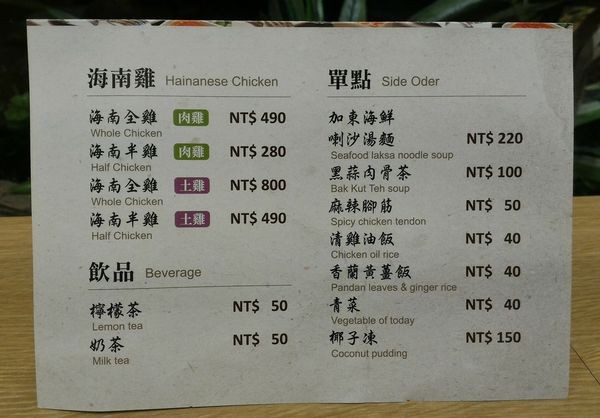 海南雞 Hainanese Chicken
海南全雞 肉雞 NT$ 490
Whole Chicken
海南半雞 肉雞 NT$ 280
Half Chicken
海南全雞 土雞 NT$ 800
Whole Chicken
海南半雞 土雞 NT$ 490
Half Chicken
飲品 Beverage
檸檬茶 NT$ 50
Lemon tea
奶茶 NT$ 50
Milk tea
單點 Side Oder
加東海鮮
喇沙湯麵 NT$ 220
Seafood laksa noodle soup
黑蒜肉骨茶 NT$ 100
Bak Kut Teh soup
麻辣腳筋 NT$ 50
Spicy chicken tendon
清雞油飯 NT$ 40
Chicken oil rice
香蘭黃薑飯 NT$ 40
Pandan leaves & ginger rice
青菜 NT$ 40
Vegetable of today
椰子凍 NT$ 150
Coconut pudding